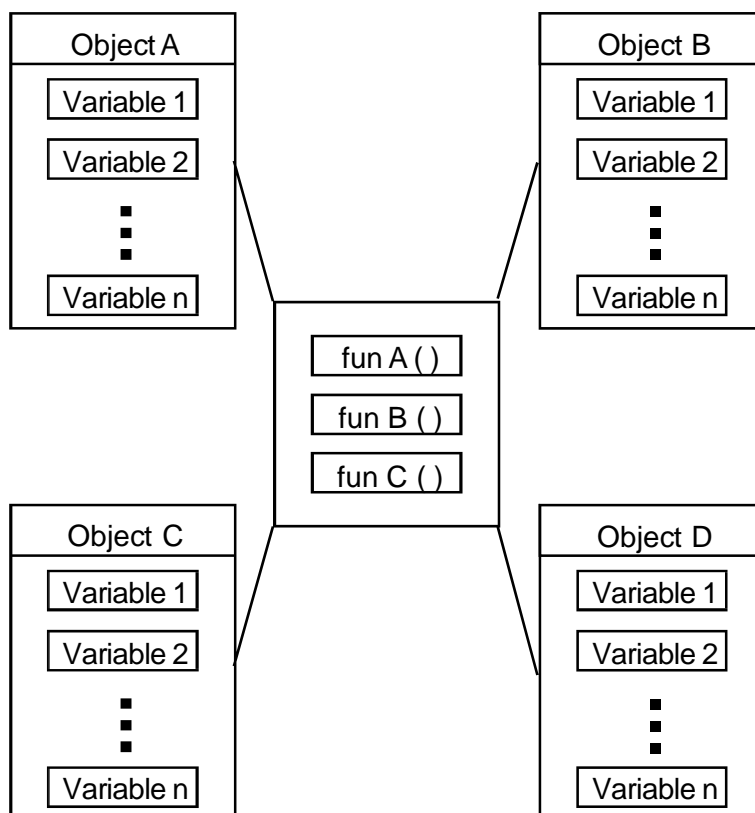 Object A
Variable 1
Variable 2
Variable n
Object B
Variable 1
Variable 2
Variable n
fun A ( )
fun B ( )
fun C ( )
Object C
Variable 1
Variable 2
Variable n
Object D
Variable 1
Variable 2
Variable n